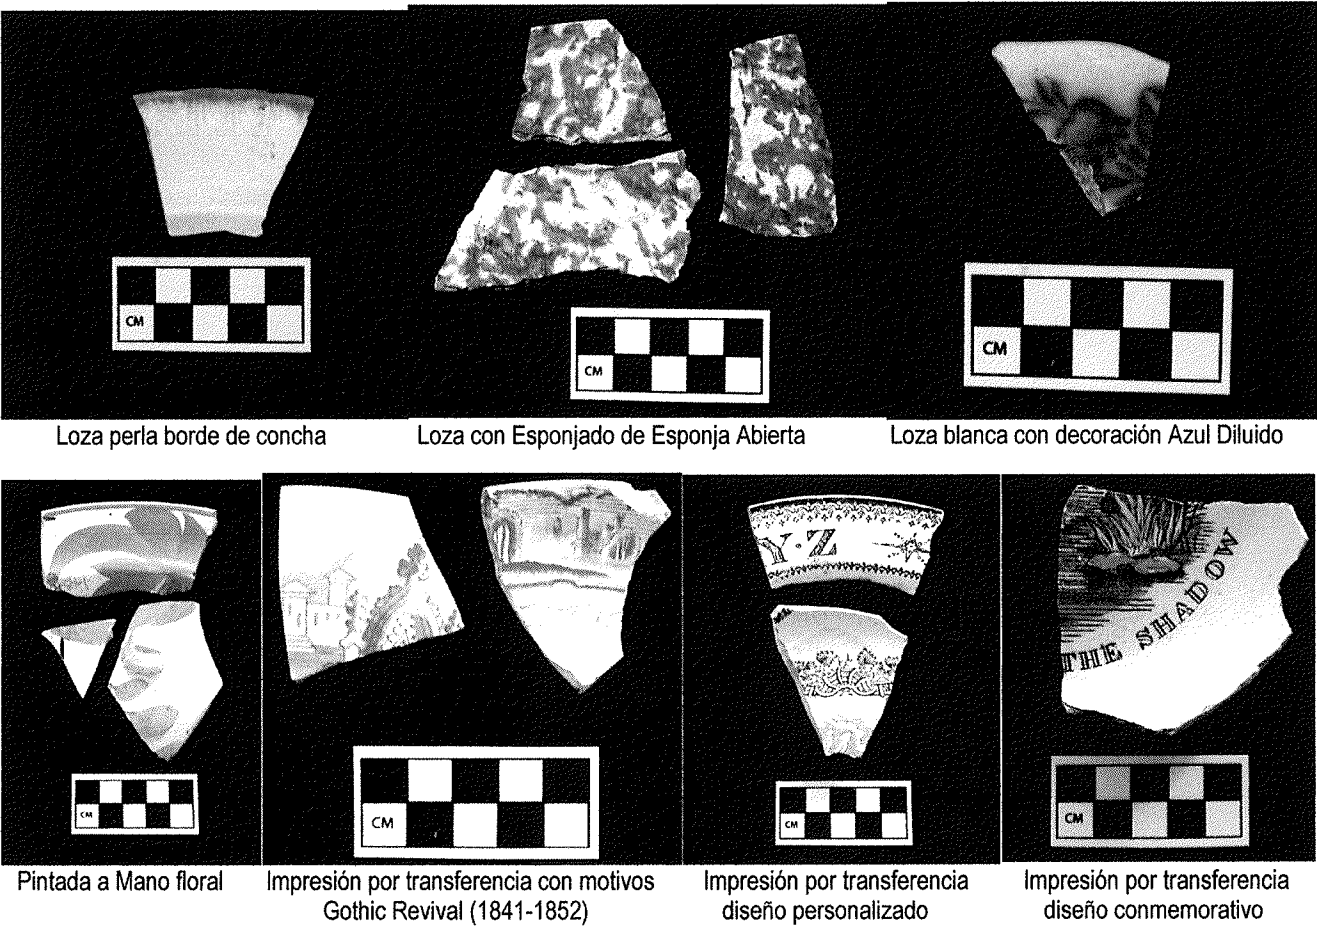 CM
CM
CM
Loza perla borde de concha
Loza con Esponjado de Esponja Abierta
Loza blanca con decoración Azul Diluido
Y·Z
THE SHADOW
CM
CM
CM
CM
Pintada a Mano floral
Impresión por transferencia con motivos
Gothic Revival (1841-1852)
Impresión por transferencia
diseño personalizado
Impresión por transferencia
diseño conmemorativo